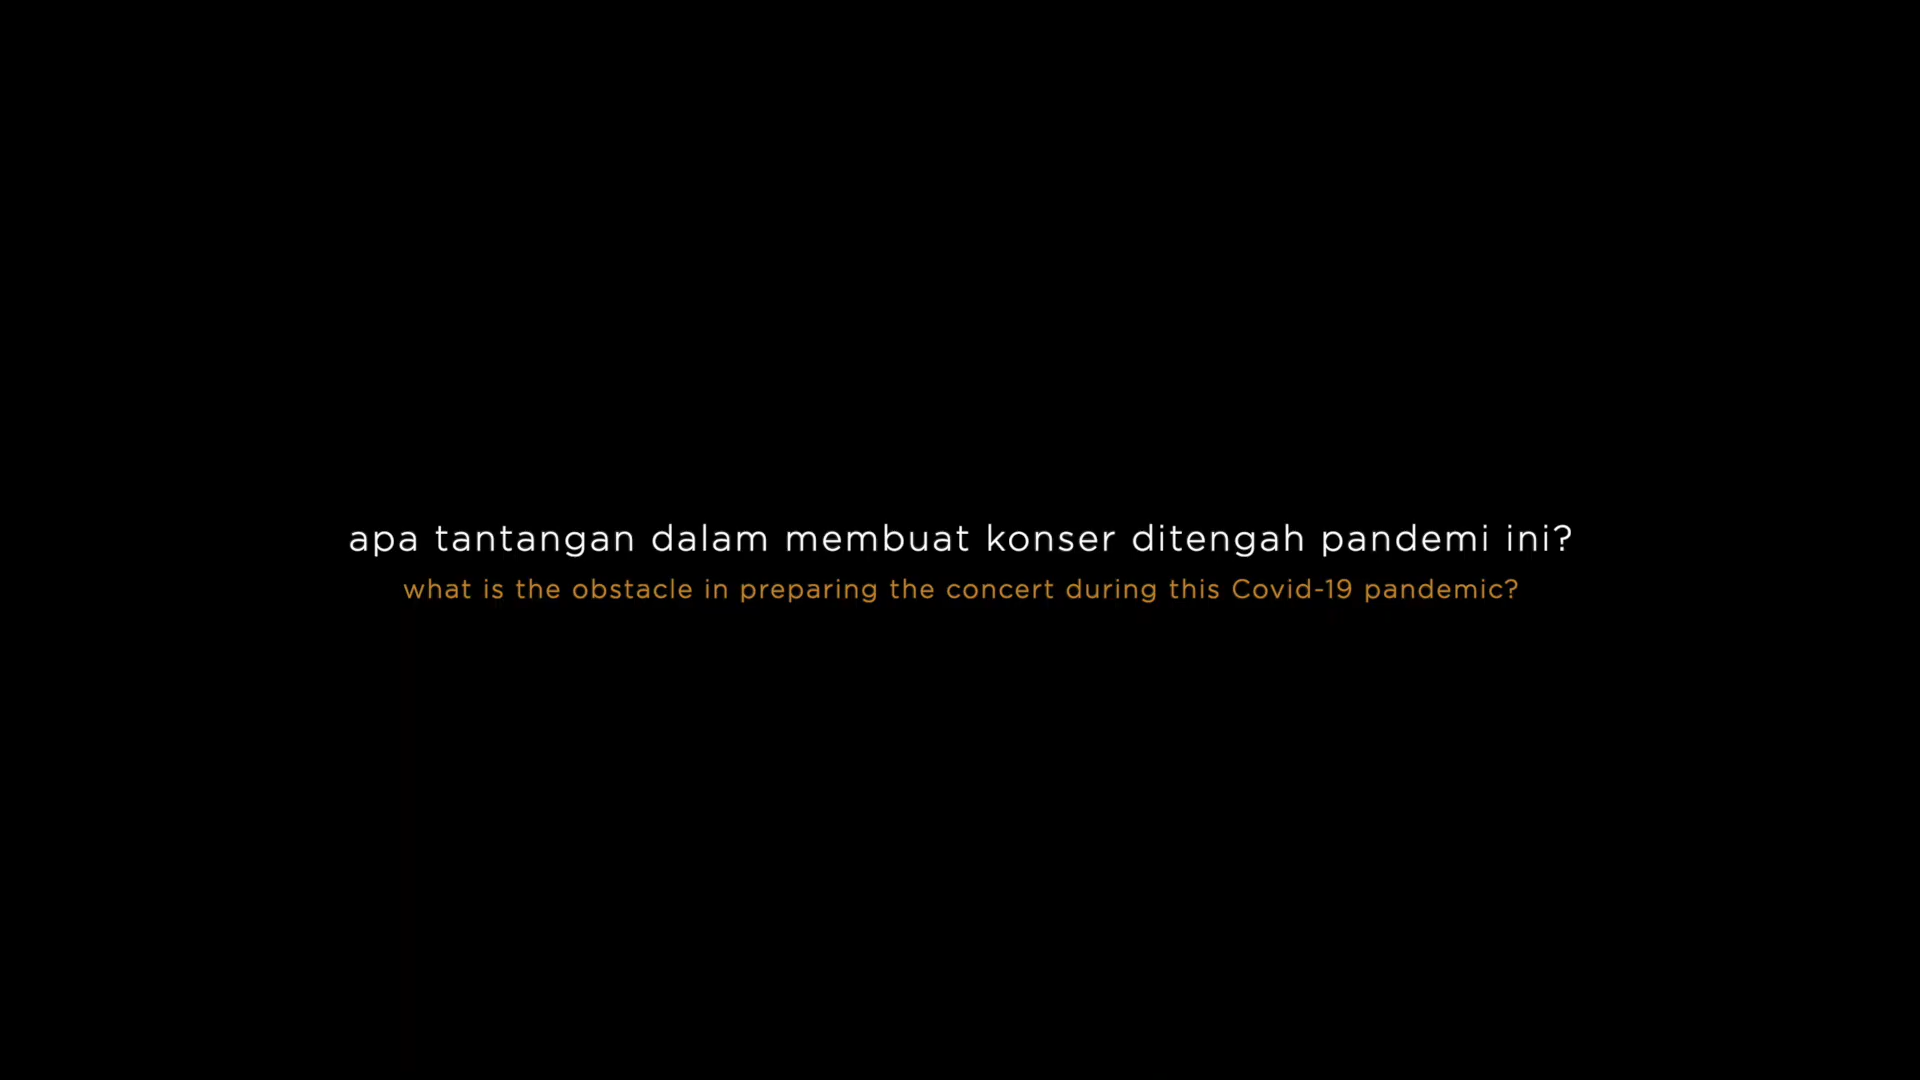 apa tantangan dalam membuat konser ditengah pandemi ini?
what is the obstacle in preparing the concert during this Covid-19 pandemic?